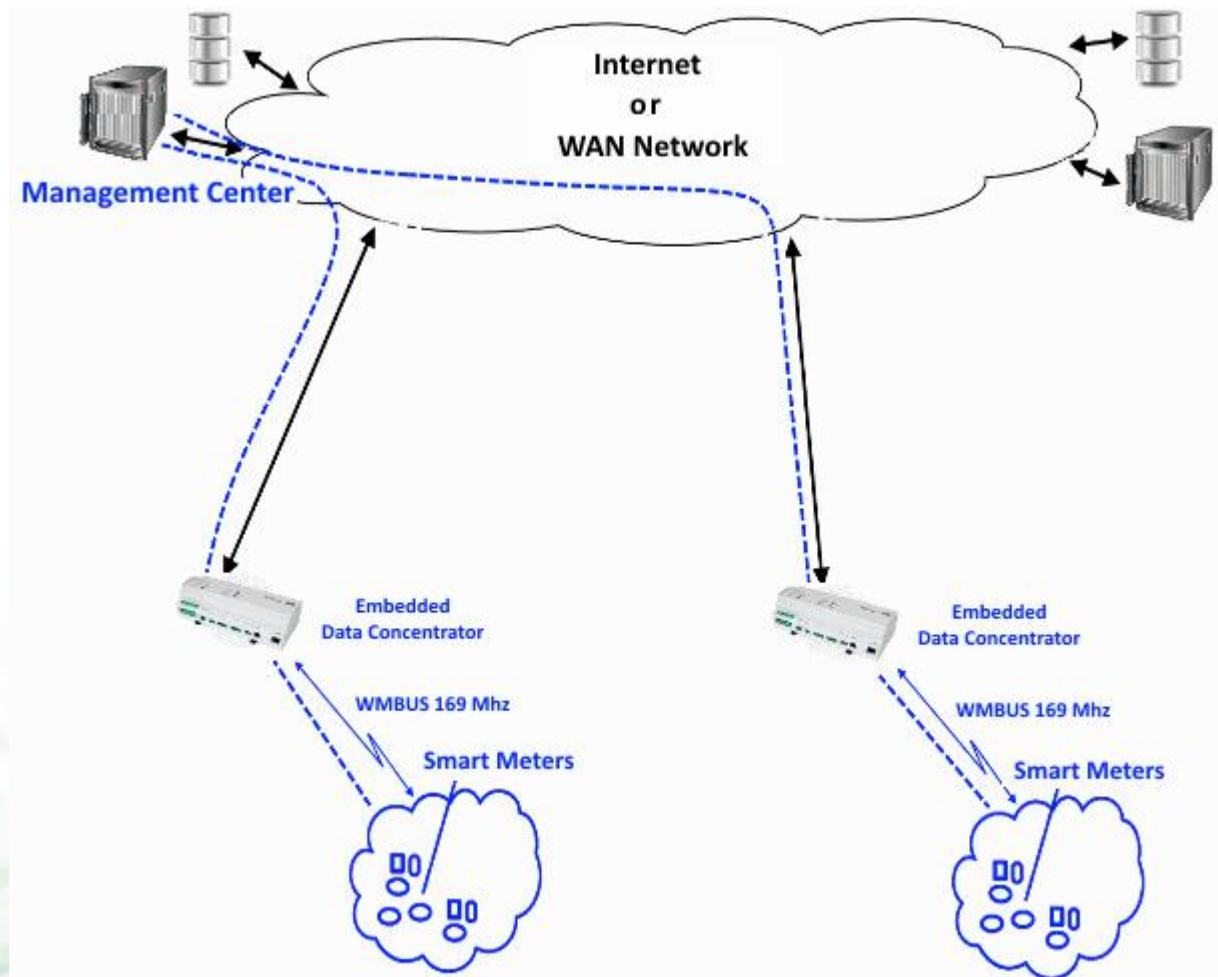 Internet
or
WAN Network
Management Center
Embedded
Data Concentrator
Embedded
Data Concentrator
WMBUS 169 Mhz
WMBUS 169 Mhz
Smart Meters
Smart Meters